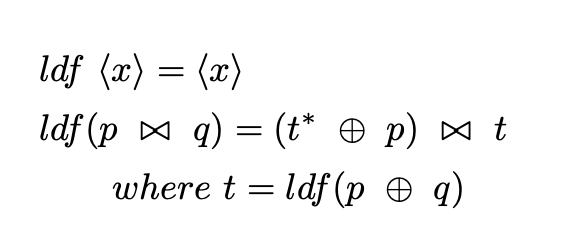 ldf ⟨x⟩ = ⟨x⟩
ldf(p ⋈ q) = (t* ⊕ p) ⋈ t
where t = ldf(p ⊕ q)